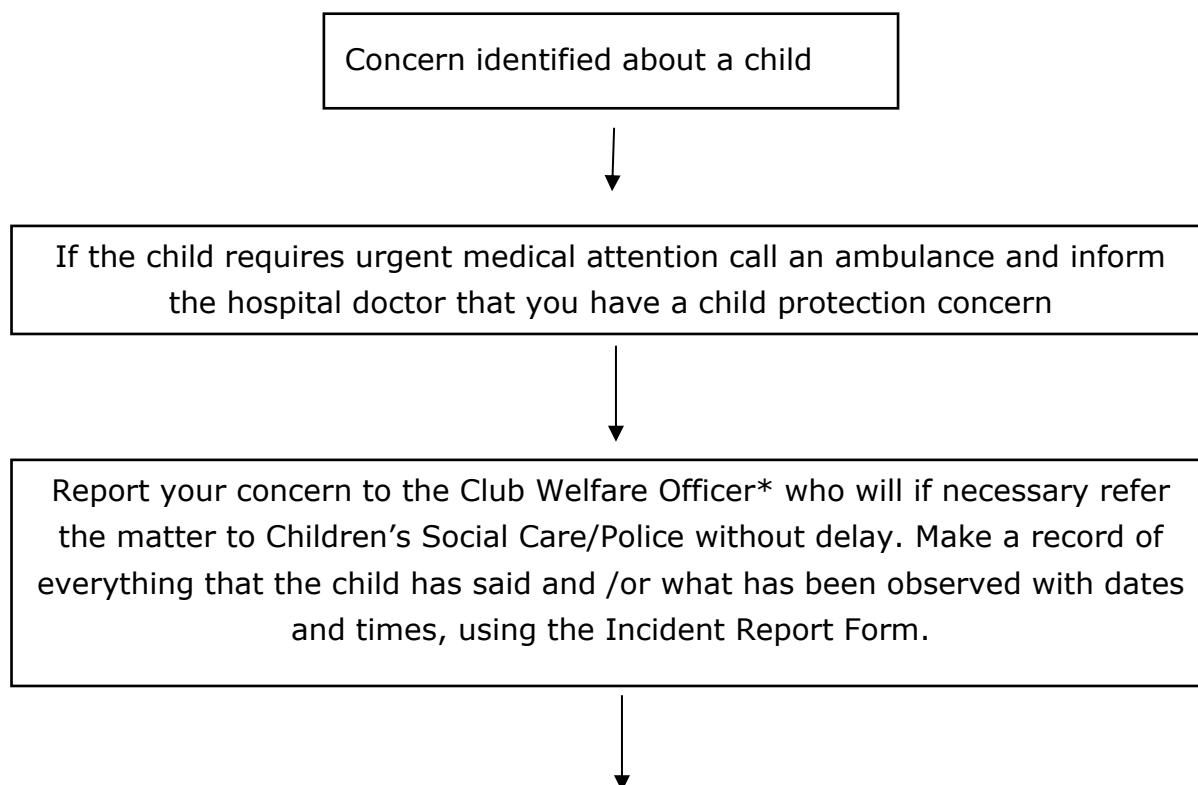 Concern identified about a child
If the child requires urgent medical attention call an ambulance and inform
the hospital doctor that you have a child protection concern
Report your concern to the Club Welfare Officer* who will if necessary refer
the matter to Children’s Social Care/Police without delay. Make a record of
everything that the child has said and /or what has been observed with dates
and times, using the Incident Report Form.